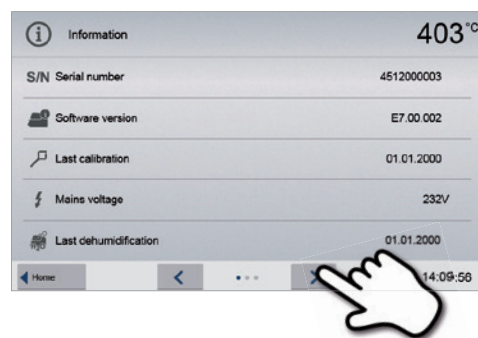 Information 403°C
S/N Serial number 4512000003
Software version E7.00.002
Last calibration 01.01.2000
Mains voltage 232V
Last dehumidification 01.01.2000
Home 14:09:56